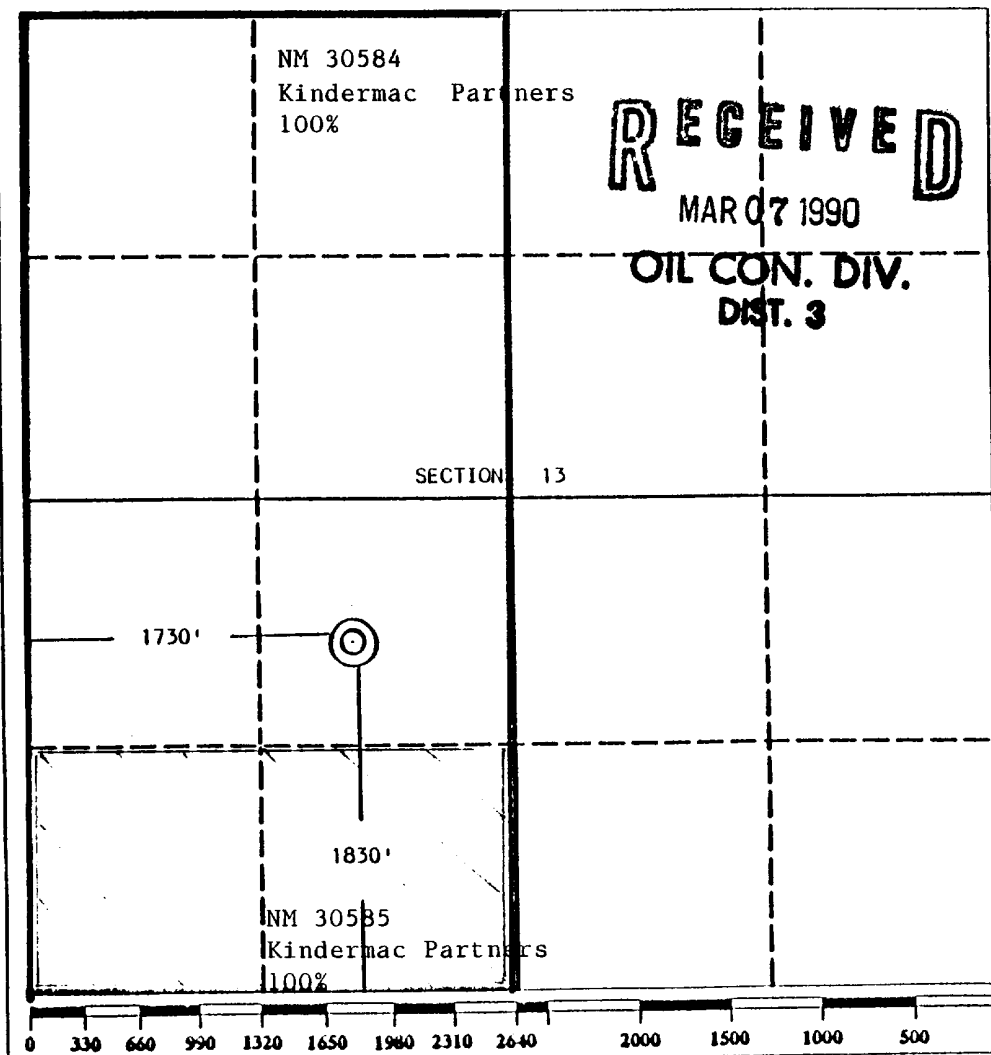 NM 30584
Kindermac Partners
100%
RECEIVED
MAR 07 1990
OIL CON. DIV.
DIST. 3
SECTION 13
1730'
1830'
NM 30585
Kindermac Partners
100%
0 330 660 990 1320 1650 1980 2310 2640 2000 1500 1000 500